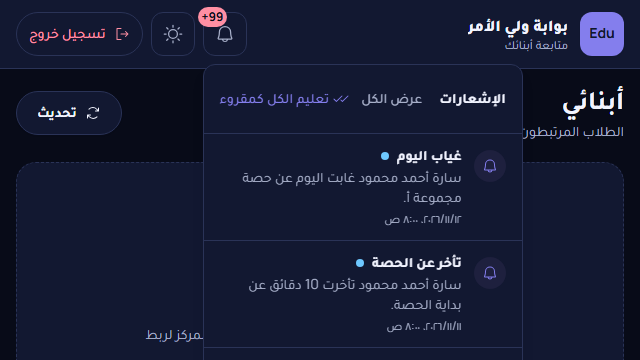 Edu
بوابة ولي الأمر
متابعة أبنائك
+99
تسجيل خروج
أبنائي
الطلاب المرتبطون
تحديث
الإشعارات
عرض الكل
تعليم الكل كمقروء
غياب اليوم
سارة أحمد محمود غابت اليوم عن حصة
مجموعة أ.
١٢‏/١١‏/٢٠٢٦، ٨:٠٠ ص
تأخر عن الحصة
سارة أحمد محمود تأخرت 10 دقائق عن
بداية الحصة.
١١‏/١١‏/٢٠٢٦، ٨:٠٠ ص
لمركز لربط